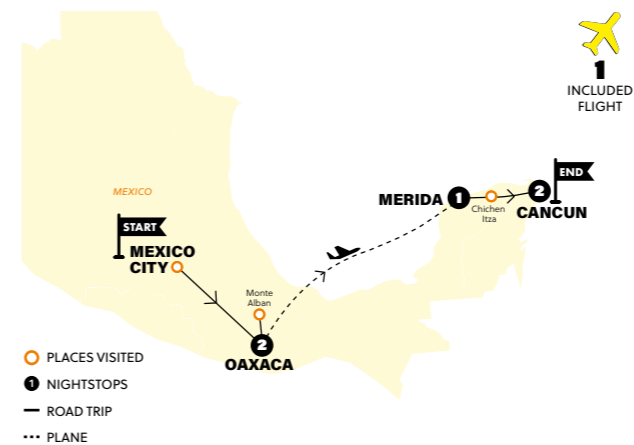 1
INCLUDED
FLIGHT
MEXICO
START
MEXICO
CITY
Monte
Alban
2
OAXACA
MERIDA
1
Chichen
Itza
2
END
CANCUN
PLACES VISITED
1 NIGHTSTOPS
ROAD TRIP
PLANE